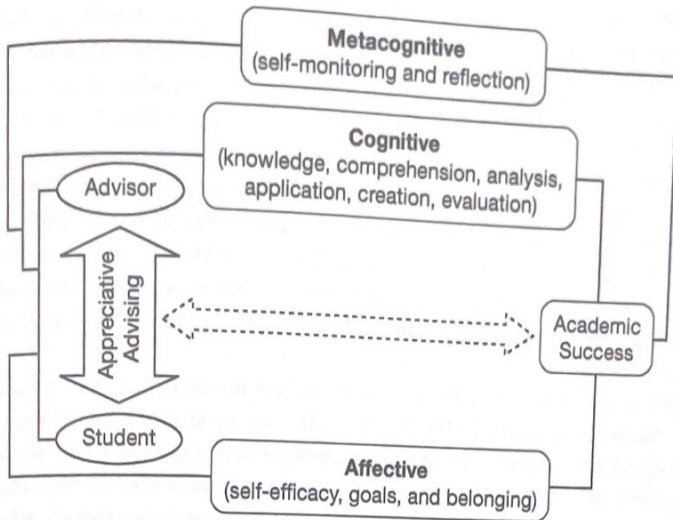 Metacognitive
(self-monitoring and reflection)
Cognitive
(knowledge, comprehension, analysis,
application, creation, evaluation)
Advisor
Appreciative
Advising
Academic
Success
Student
Affective
(self-efficacy, goals, and belonging)